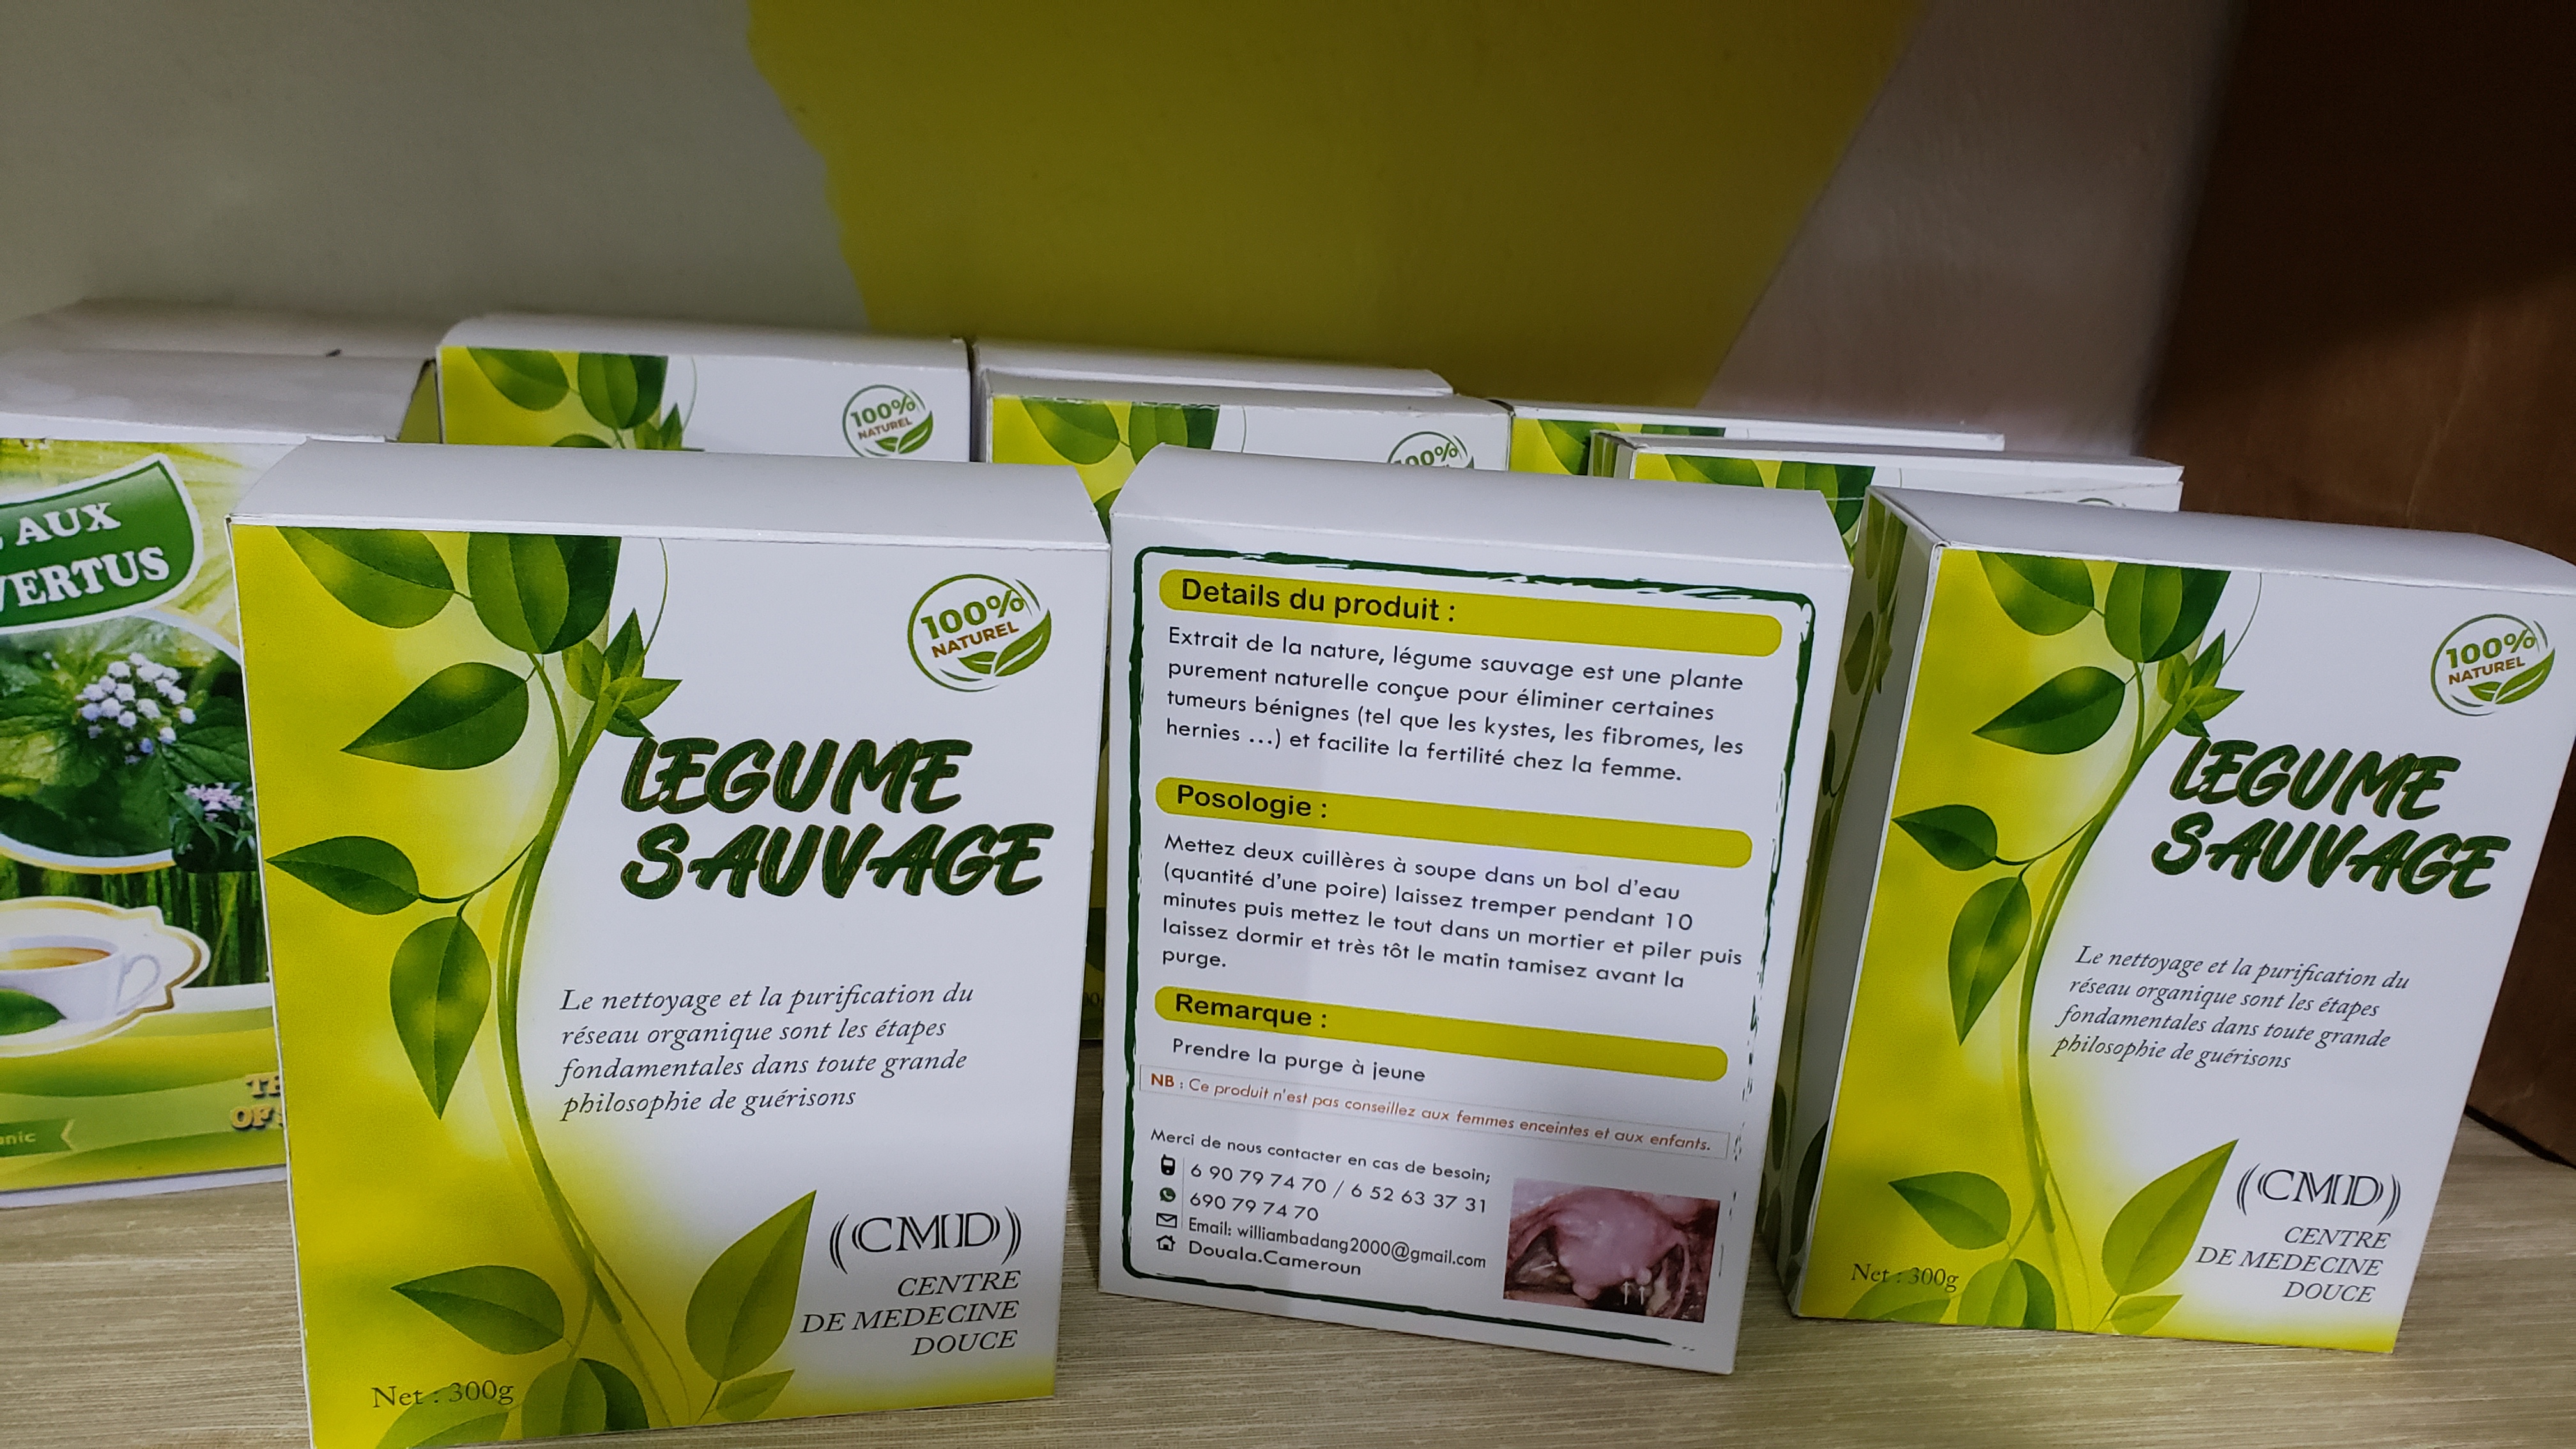 AUX
VERTUS
100%
NATUREL
LEGUME
SAUVAGE
Le nettoyage et la purification du
réseau organique sont les étapes
fondamentales dans toute grande
philosophie de guérisons
(CMD)
CENTRE
DE MEDECINE
DOUCE
Net : 300g
100%
NATUREL
100%
Details du produit :
Extrait de la nature, légume sauvage est une plante
purement naturelle conçue pour éliminer certaines
tumeurs bénignes (tel que les kystes, les fibromes, les
hernies ...) et facilite la fertilité chez la femme.
Posologie :
Mettez deux cuillères à soupe dans un bol d'eau
(quantité d'une poire) laissez tremper pendant 10
minutes puis mettez le tout dans un mortier et piler puis
laissez dormir et très tôt le matin tamisez avant la
purge.
Remarque :
Prendre la purge à jeune
NB : Ce produit n'est pas conseillez aux femmes enceintes et aux enfants.
Merci de nous contacter en cas de besoin;
6 90 79 74 70 / 6 52 63 37 31
690 79 74 70
Email: williambadang2000@gmail.com
Douala.Cameroun
100%
NATUREL
LEGUME
SAUVAGE
Le nettoyage et la purification du
réseau organique sont les étapes
fondamentales dans toute grande
philosophie de guérisons
(CMD)
CENTRE
DE MEDECINE
DOUCE
Net : 300g